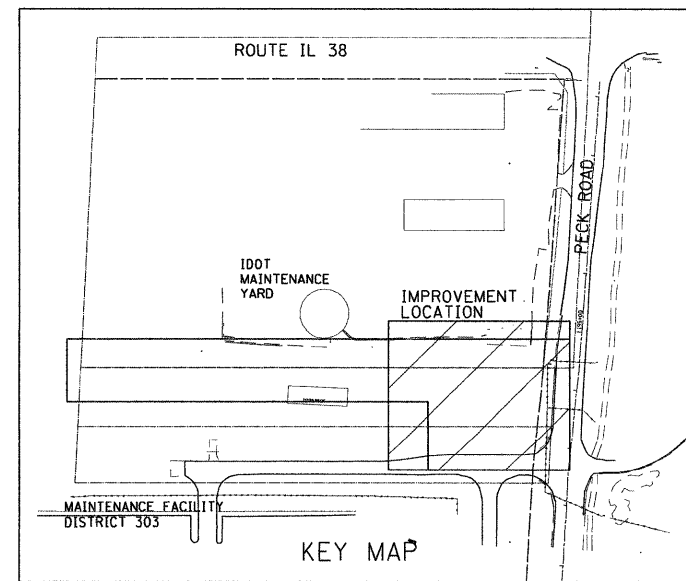 ROUTE IL 38
PECK ROAD
IDOT
MAINTENANCE
YARD
IMPROVEMENT
LOCATION
MAINTENANCE FACILITY
DISTRICT 303
KEY MAP